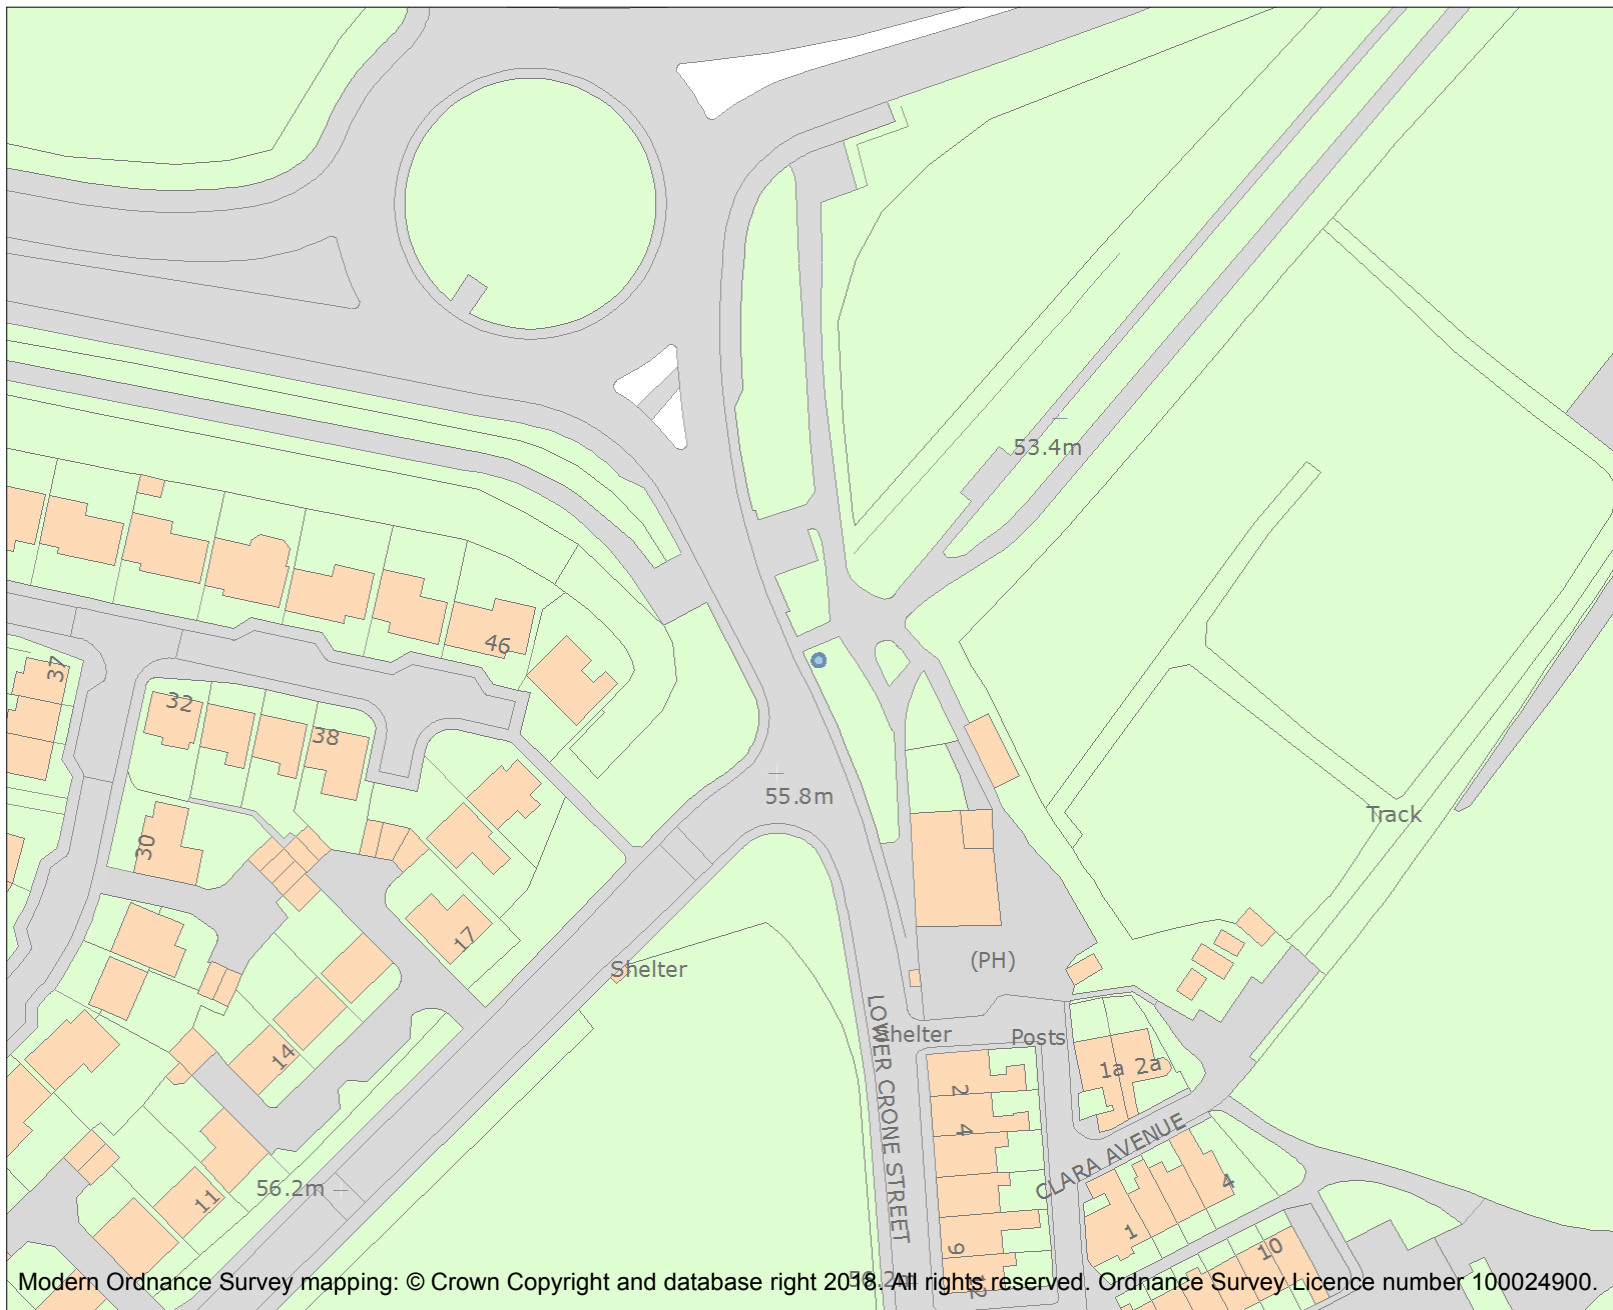 53.4m
46
37
32
38
55.8m
Track
30
17
Shelter
(PH)
LOWER CRONE STREET
Shelter
Posts
14
1a 2a
2
4
CLARA AVENUE
56.2m
11
4
1
9
10
Modern Ordnance Survey mapping: © Crown Copyright and database right 2018. All rights reserved. Ordnance Survey Licence number 100024900.